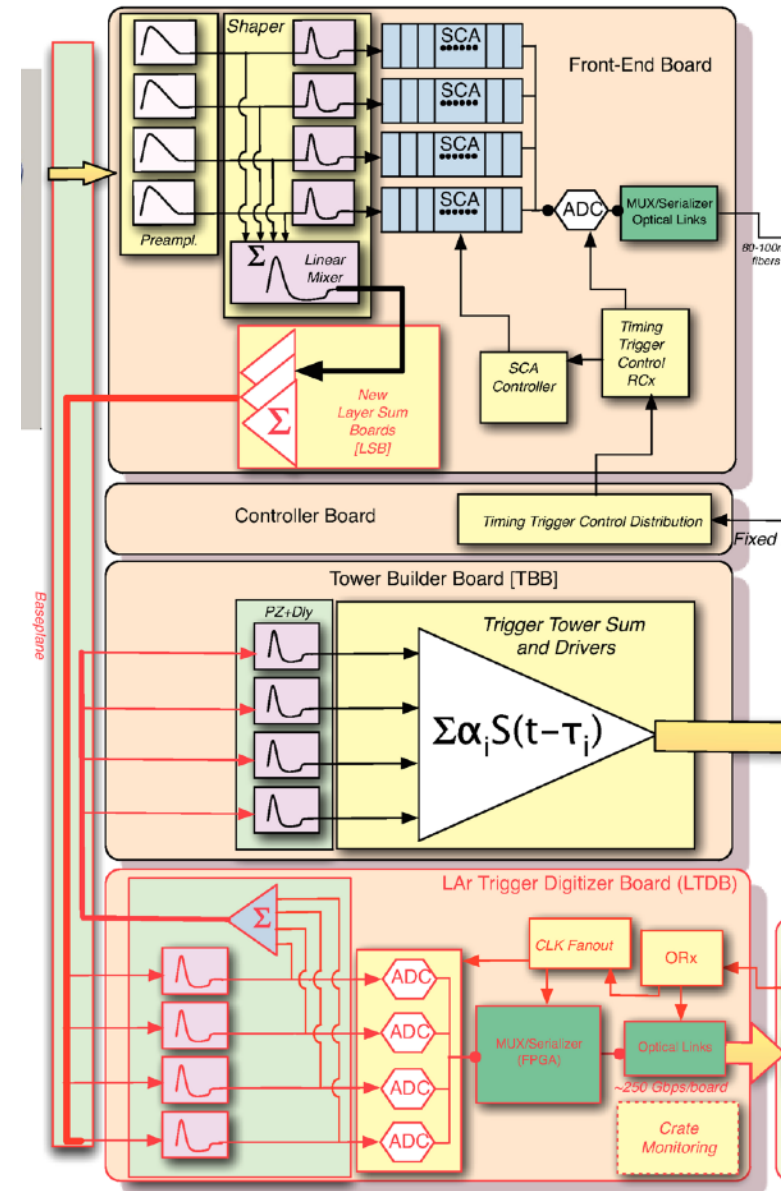 Shaper
SCA
Front-End Board
SCA
SCA
SCA
ADC
MUX/Serializer
Optical Links
Preampl.
Σ
Linear
Mixer
fibers
Timing
Trigger
Control
RCx
SCA
Controller
New
Layer Sum
Boards
[LSB]
Σ
Controller Board
Timing Trigger Control Distribution
Fixed
Baseplane
Tower Builder Board [TBB]
PZ+Dly
Trigger Tower Sum
and Drivers
Σα_iS(t−τ_i)
LAr Trigger Digitizer Board (LTDB)
Σ
CLK Fanout
ORx
ADC
ADC
ADC
ADC
MUX/Serializer
(FPGA)
Optical Links
~250 Gbps/board
Crate
Monitoring